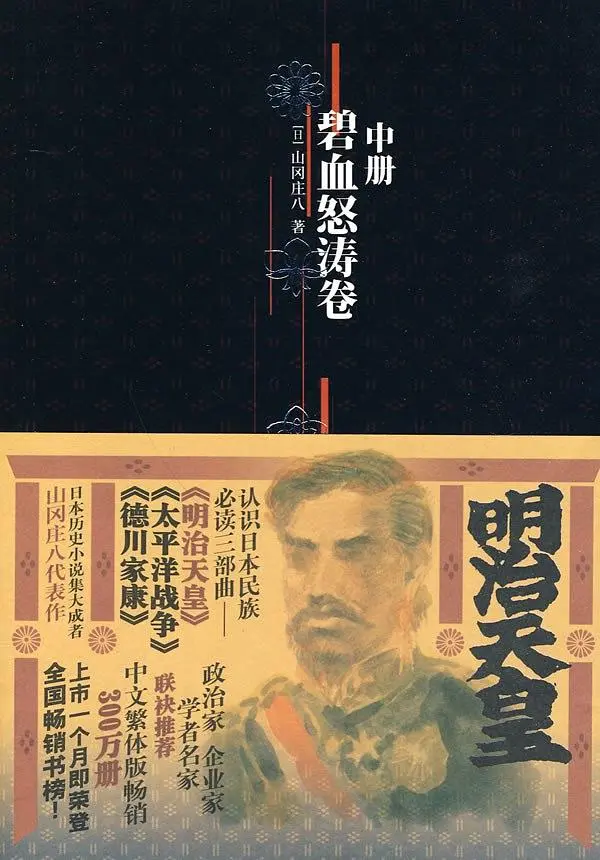 中册
碧血怒涛卷
[日]山冈庄八 著
明治天皇
认识日本民族
必读三部曲——
《明治天皇》
《太平洋战争》
《德川家康》
日本历史小说集大成者
山冈庄八代表作
政治家 企业家
学者名家
联袂推荐
中文繁体版畅销
300万册
上市一个月即荣登
全国畅销书榜!